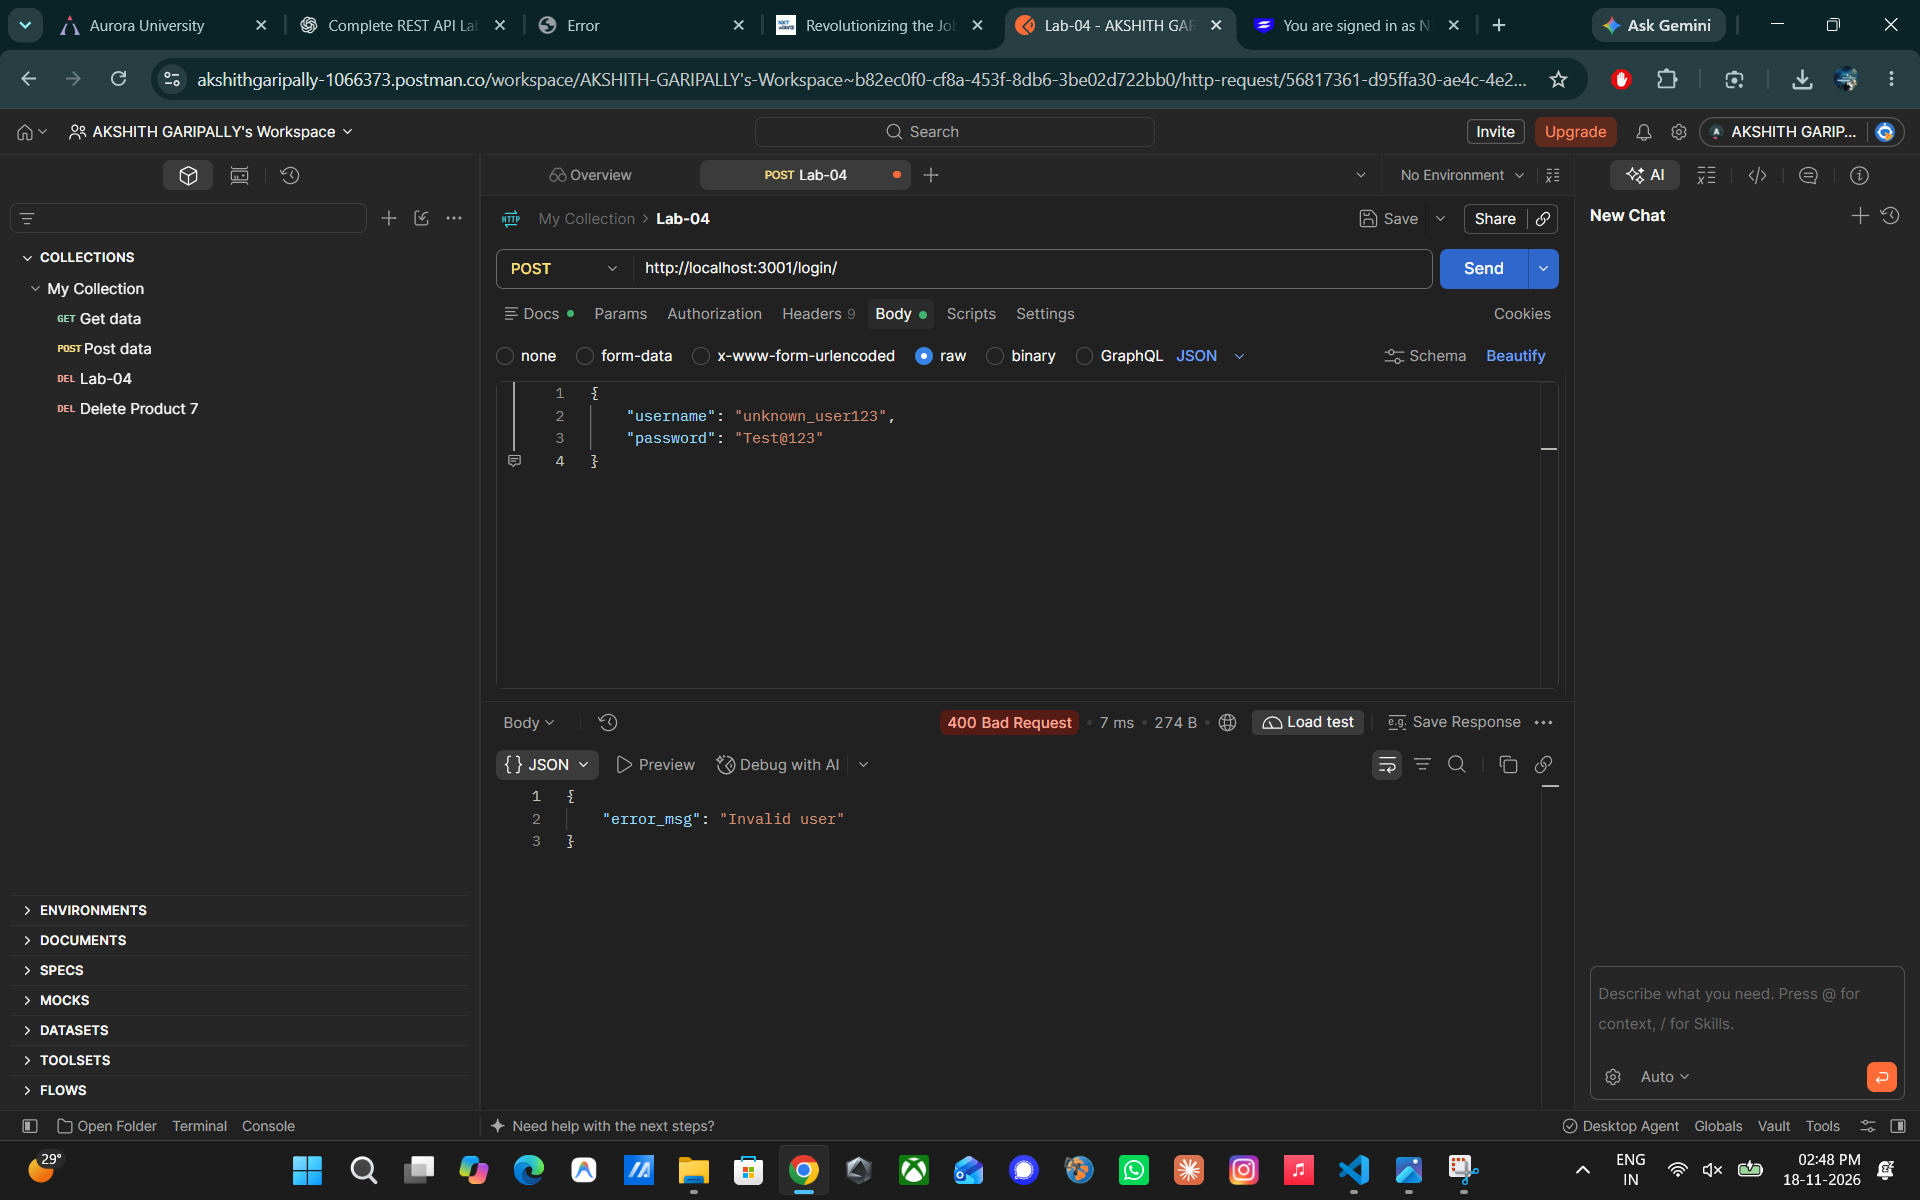 Aurora University
Complete REST API La
Error
Revolutionizing the Jo
Lab-04 - AKSHITH GAR
You are signed in as N
Ask Gemini
akshithgaripally-1066373.postman.co/workspace/AKSHITH-GARIPALLY's-Workspace~b82ec0f0-cf8a-453f-8db6-3be02d722bb0/http-request/56817361-d95ffa30-ae4c-4e2...
AKSHITH GARIPALLY's Workspace
Search
Invite
Upgrade
AKSHITH GARIP...
Overview
POST Lab-04
No Environment
AI
HTTP
My Collection > Lab-04
Save
Share
New Chat
COLLECTIONS
My Collection
GET Get data
POST Post data
DEL Lab-04
DEL Delete Product 7
POST
http://localhost:3001/login/
Send
Docs
Params
Authorization
Headers 9
Body
Scripts
Settings
Cookies
none
form-data
x-www-form-urlencoded
raw
binary
GraphQL
JSON
Schema
Beautify
1 {
2 "username": "unknown_user123",
3 "password": "Test@123"
4 }
Body
400 Bad Request
7 ms
274 B
Load test
e.g. Save Response
{} JSON
Preview
Debug with AI
1 {
2 "error_msg": "Invalid user"
3 }
ENVIRONMENTS
DOCUMENTS
SPECS
MOCKS
DATASETS
TOOLSETS
FLOWS
Describe what you need. Press @ for
context, / for Skills.
Auto
Open Folder
Terminal
Console
Need help with the next steps?
Desktop Agent
Globals
Vault
Tools
29°
ENG
IN
02:48 PM
18-11-2026